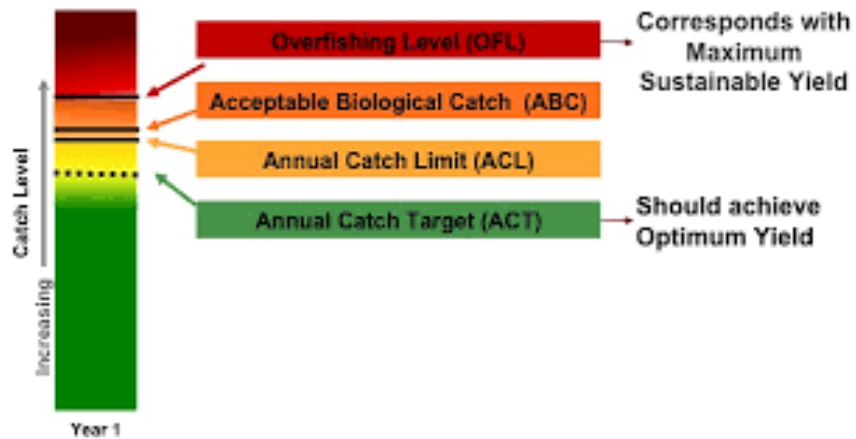 Overfishing Level (OFL)
Corresponds with
Maximum
Sustainable Yield
Acceptable Biological Catch (ABC)
Annual Catch Limit (ACL)
Annual Catch Target (ACT)
Should achieve
Optimum Yield
Increasing
Catch Level
Year 1